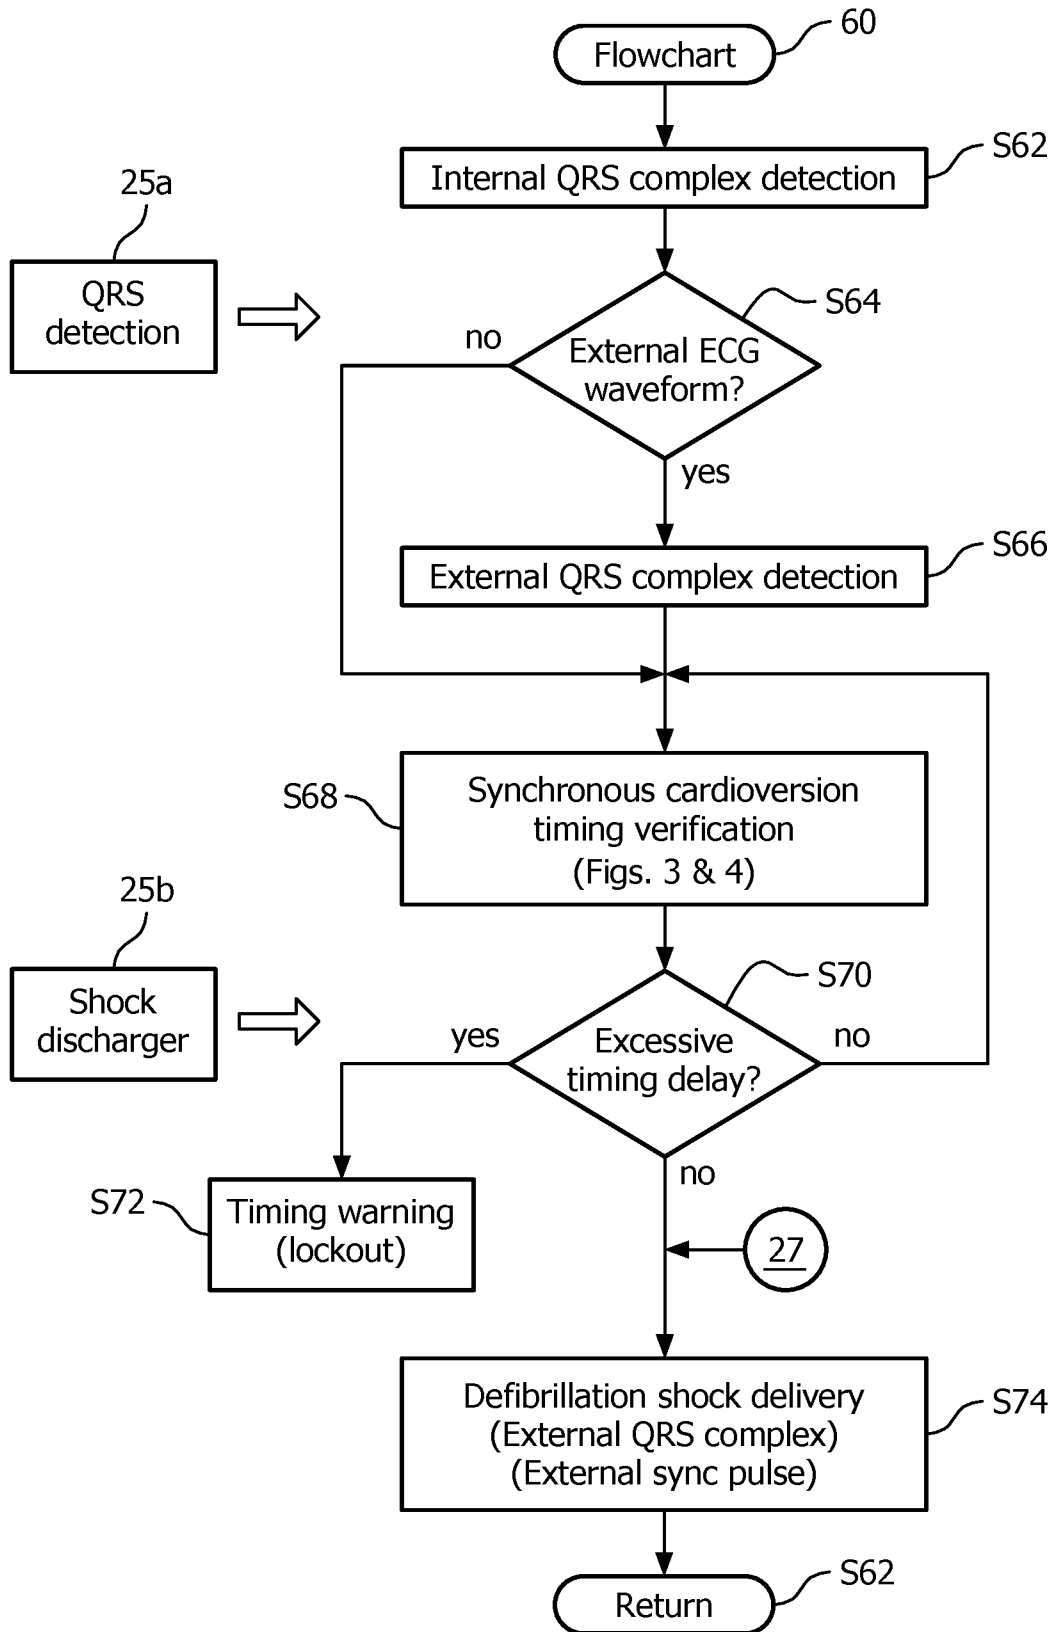 60
Flowchart
S62
Internal QRS complex detection
25a
QRS
detection
S64
no
External ECG
waveform?
yes
S66
External QRS complex detection
S68
Synchronous cardioversion
timing verification
(Figs. 3 & 4)
25b
Shock
discharger
S70
yes
Excessive
timing delay?
no
no
S72
Timing warning
(lockout)
27
Defibrillation shock delivery
(External QRS complex)
(External sync pulse)
S74
S62
Return